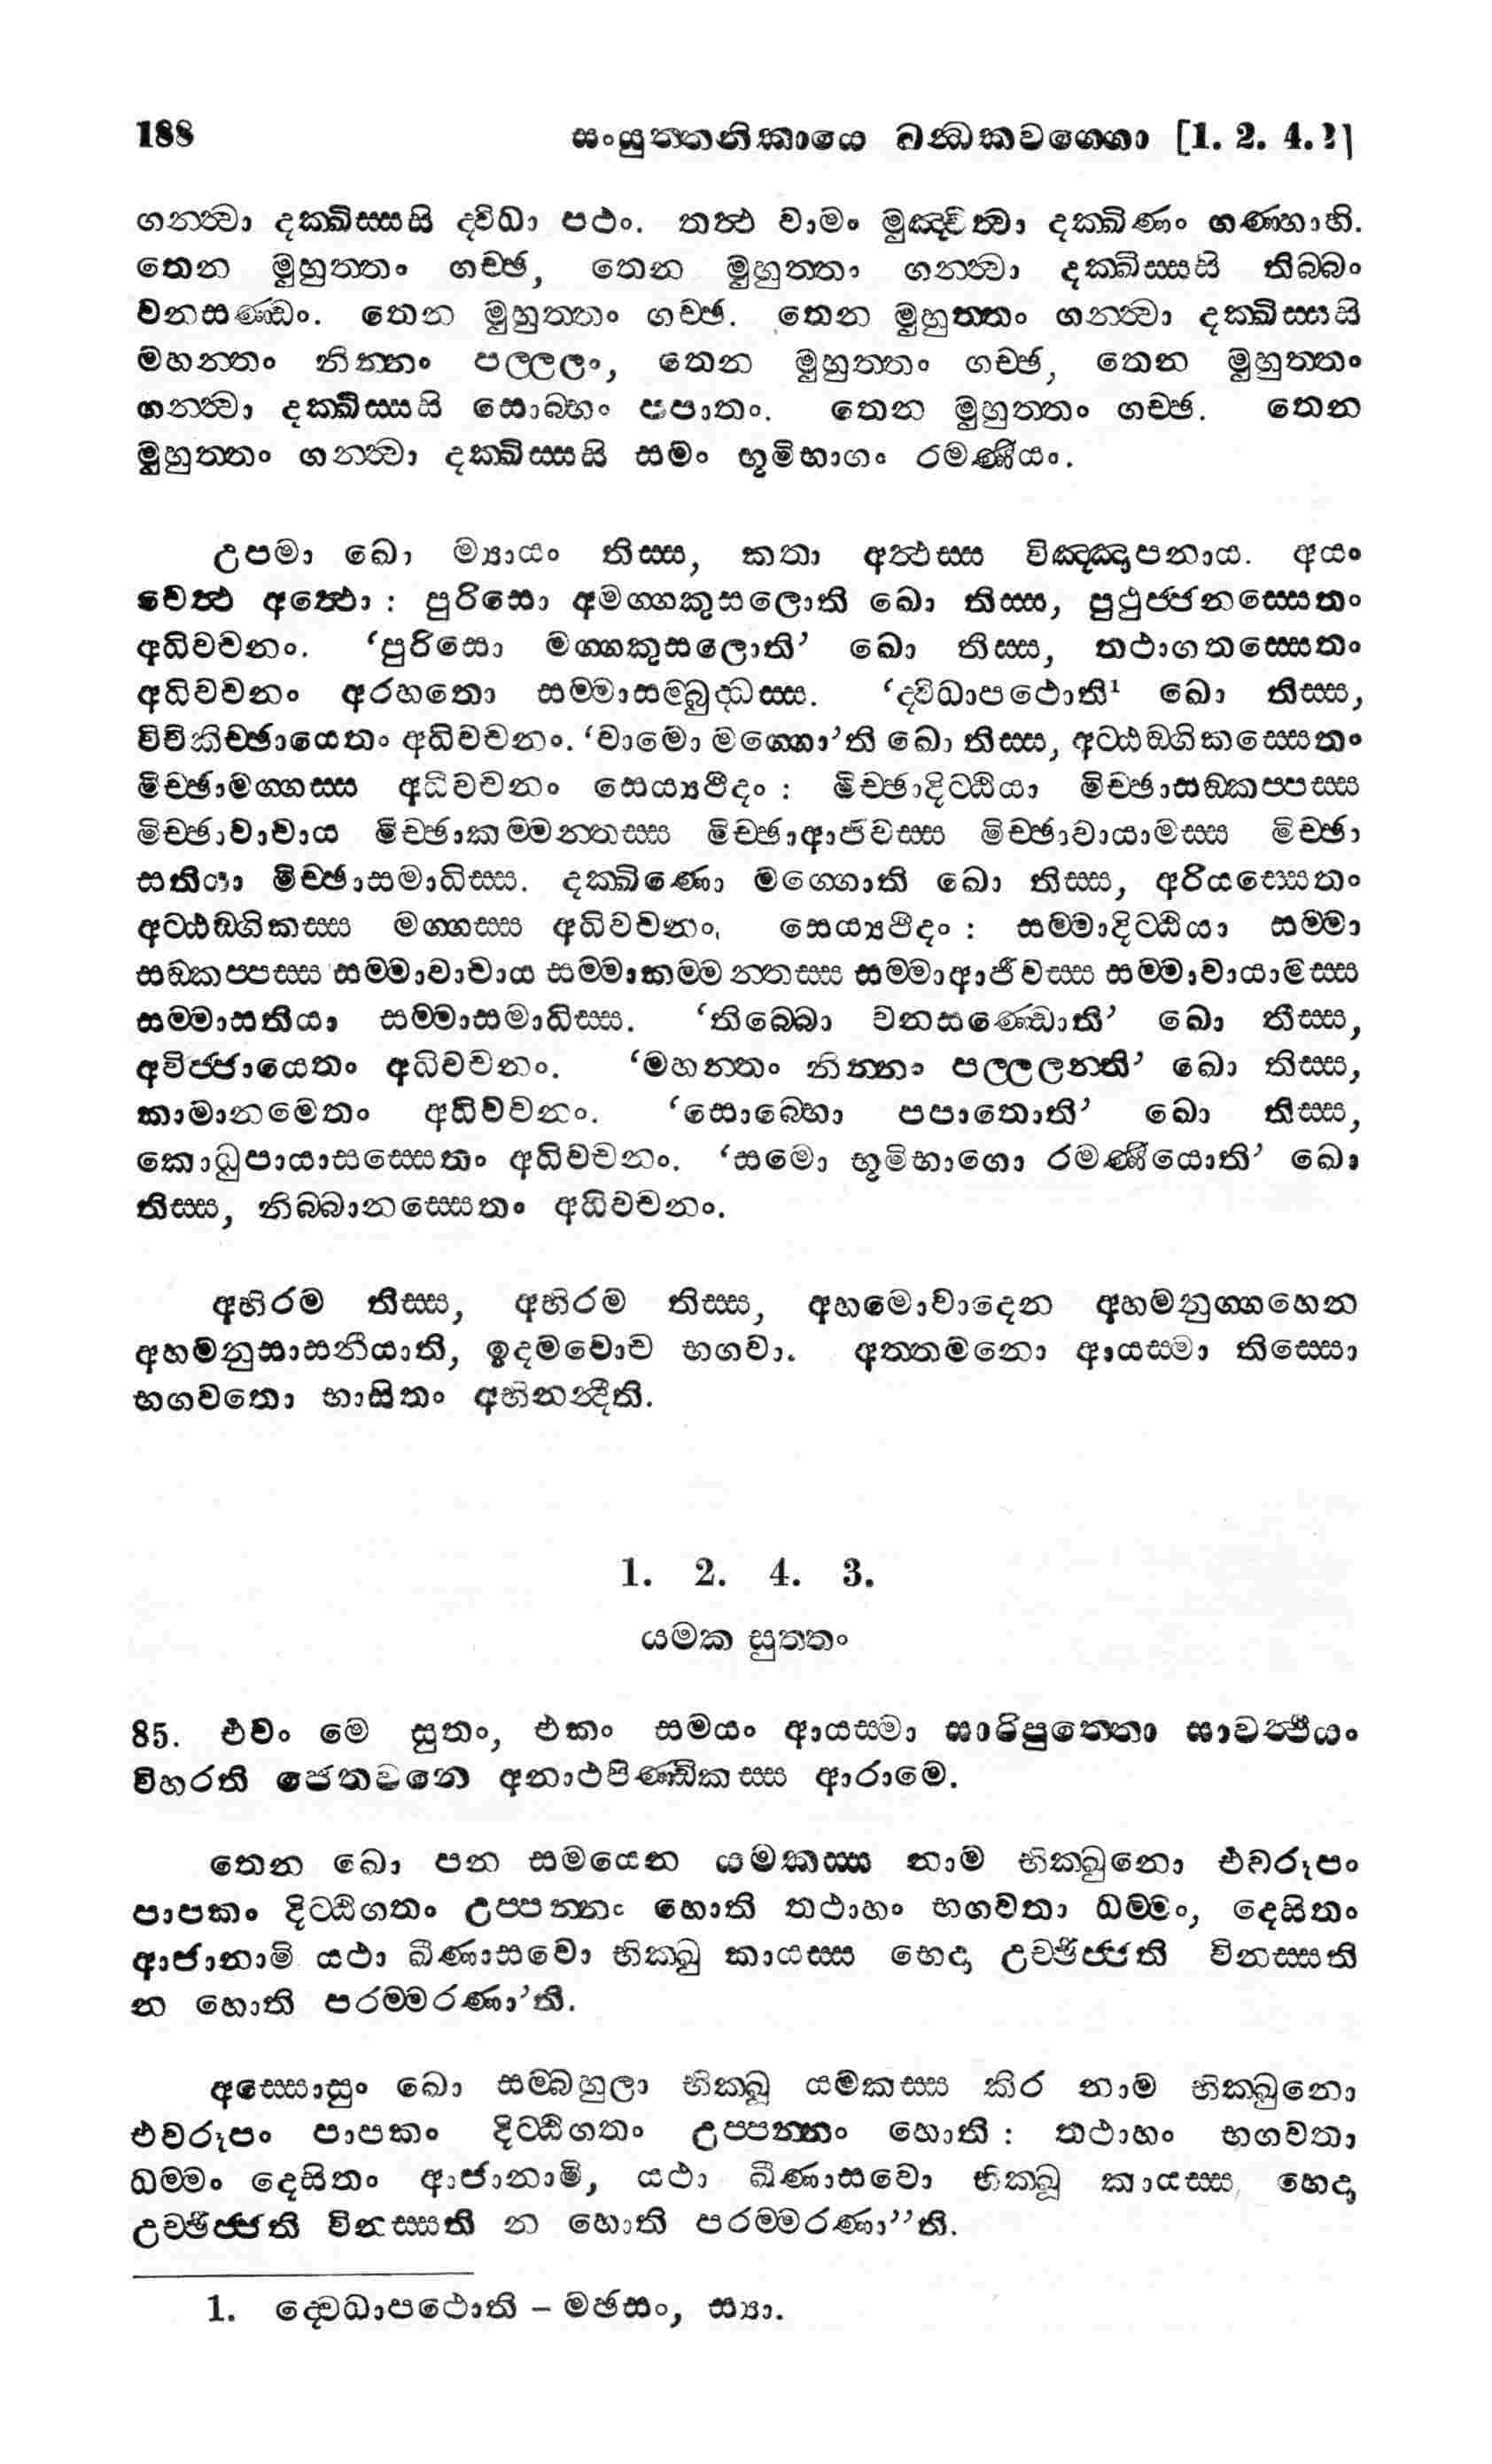 188 සංයුත්තනිකායෙ ඛන්ධකවග්ගො [1. 2. 4. 3]
ගන්ත්වා දක්ඛිස්සසි ද්විධා පථං. තත්ථ වාමං මුඤ්චිත්වා දක්ඛිණං ගණ්හාහි.
තෙන මුහුත්තං ගච්ඡ, තෙන මුහුත්තං ගන්ත්වා දක්ඛිස්සසි තිබ්බං
වනසණ්ඩං. තෙන මුහුත්තං ගච්ඡ. තෙන මුහුත්තං ගන්ත්වා දක්ඛිස්සසි
මහන්තං නින්නං පල්ලලං, තෙන මුහුත්තං ගච්ඡ, තෙන මුහුත්තං
ගන්ත්වා දක්ඛිස්සසි සොබ්භං පපාතං. තෙන මුහුත්තං ගච්ඡ. තෙන
මුහුත්තං ගන්ත්වා දක්ඛිස්සසි සමං භූමිභාගං රමණීයං.
උපමා ඛො ම්‍යායං තිස්ස, කතා අත්ථස්ස විඤ්ඤාපනාය. අයං
චෙත්ථ අත්ථො : පුරිසො අමග්ගකුසලොති ඛො තිස්ස, පුථුජ්ජනස්සෙතං
අධිවචනං. ‘පුරිසො මග්ගකුසලොති’ ඛො තිස්ස, තථාගතස්සෙතං
අධිවචනං අරහතො සම්මාසම්බුද්ධස්ස. ‘ද්විධාපථොති¹ ඛො තිස්ස,
විචිකිච්ඡායෙතං අධිවචනං. ‘වාමො මග්ගො’ති ඛො තිස්ස, අට්ඨඞ්ගිකස්සෙතං
මිච්ඡාමග්ගස්ස අධිවචනං සෙය්‍යථීදං : මිච්ඡාදිට්ඨියා මිච්ඡාසඞ්කප්පස්ස
මිච්ඡාවාචාය මිච්ඡාකම්මන්තස්ස මිච්ඡාආජීවස්ස මිච්ඡාවායාමස්ස මිච්ඡා
සතියා මිච්ඡාසමාධිස්ස. දක්ඛිණො මග්ගොති ඛො තිස්ස, අරියස්සෙතං
අට්ඨඞ්ගිකස්ස මග්ගස්ස අධිවචනං, සෙය්‍යථීදං : සම්මාදිට්ඨියා සම්මා
සඞ්කප්පස්ස සම්මාවාචාය සම්මාකම්මන්තස්ස සම්මාආජීවස්ස සම්මාවායාමස්ස
සම්මාසතියා සම්මාසමාධිස්ස. ‘තිබ්බො වනසණ්ඩොති’ ඛො තිස්ස,
අවිජ්ජායෙතං අධිවචනං. ‘මහන්තං නින්නං පල්ලලන්ති’ ඛො තිස්ස,
කාමානමෙතං අධිවචනං. ‘සොබ්භො පපාතොති’ ඛො තිස්ස,
කොධුපායාසස්සෙතං අධිවචනං. ‘සමො භූමිභාගො රමණීයොති’ ඛො
තිස්ස, නිබ්බානස්සෙතං අධිවචනං.
අභිරම තිස්ස, අභිරම තිස්ස, අහමොවාදෙන අහමනුග්ගහෙන
අහමනුසාසනීයාති, ඉදමවොච භගවා. අත්තමනො ආයස්මා තිස්සො
භගවතො භාසිතං අභිනන්දීති.
1. 2. 4. 3.
යමක සුත්තං
85. එවං මෙ සුතං, එකං සමයං ආයස්මා සාරිපුත්තො සාවත්ථියං
විහරති ජෙතවනෙ අනාථපිණ්ඩිකස්ස ආරාමෙ.
තෙන ඛො පන සමයෙන යමකස්ස නාම භික්ඛුනො එවරූපං
පාපකං දිට්ඨිගතං උප්පන්නං හොති තථාහං භගවතා ධම්මං, දෙසිතං
ආජානාමි යථා ඛීණාසවො භික්ඛු කායස්ස භෙදා උච්ඡිජ්ජති විනස්සති
න හොති පරම්මරණා’ති.
අස්සොසුං ඛො සම්බහුලා භික්ඛූ යමකස්ස කිර නාම භික්ඛුනො
එවරූපං පාපකං දිට්ඨිගතං උප්පන්නං හොති : තථාහං භගවතා
ධම්මං දෙසිතං ආජානාමි, යථා ඛීණාසවො භික්ඛූ කායස්ස භෙදා
උච්ඡිජ්ජති විනස්සති න හොති පරම්මරණා”ති.
1. ද්වෙධාපථොති – මඡසං, ස්‍යා.